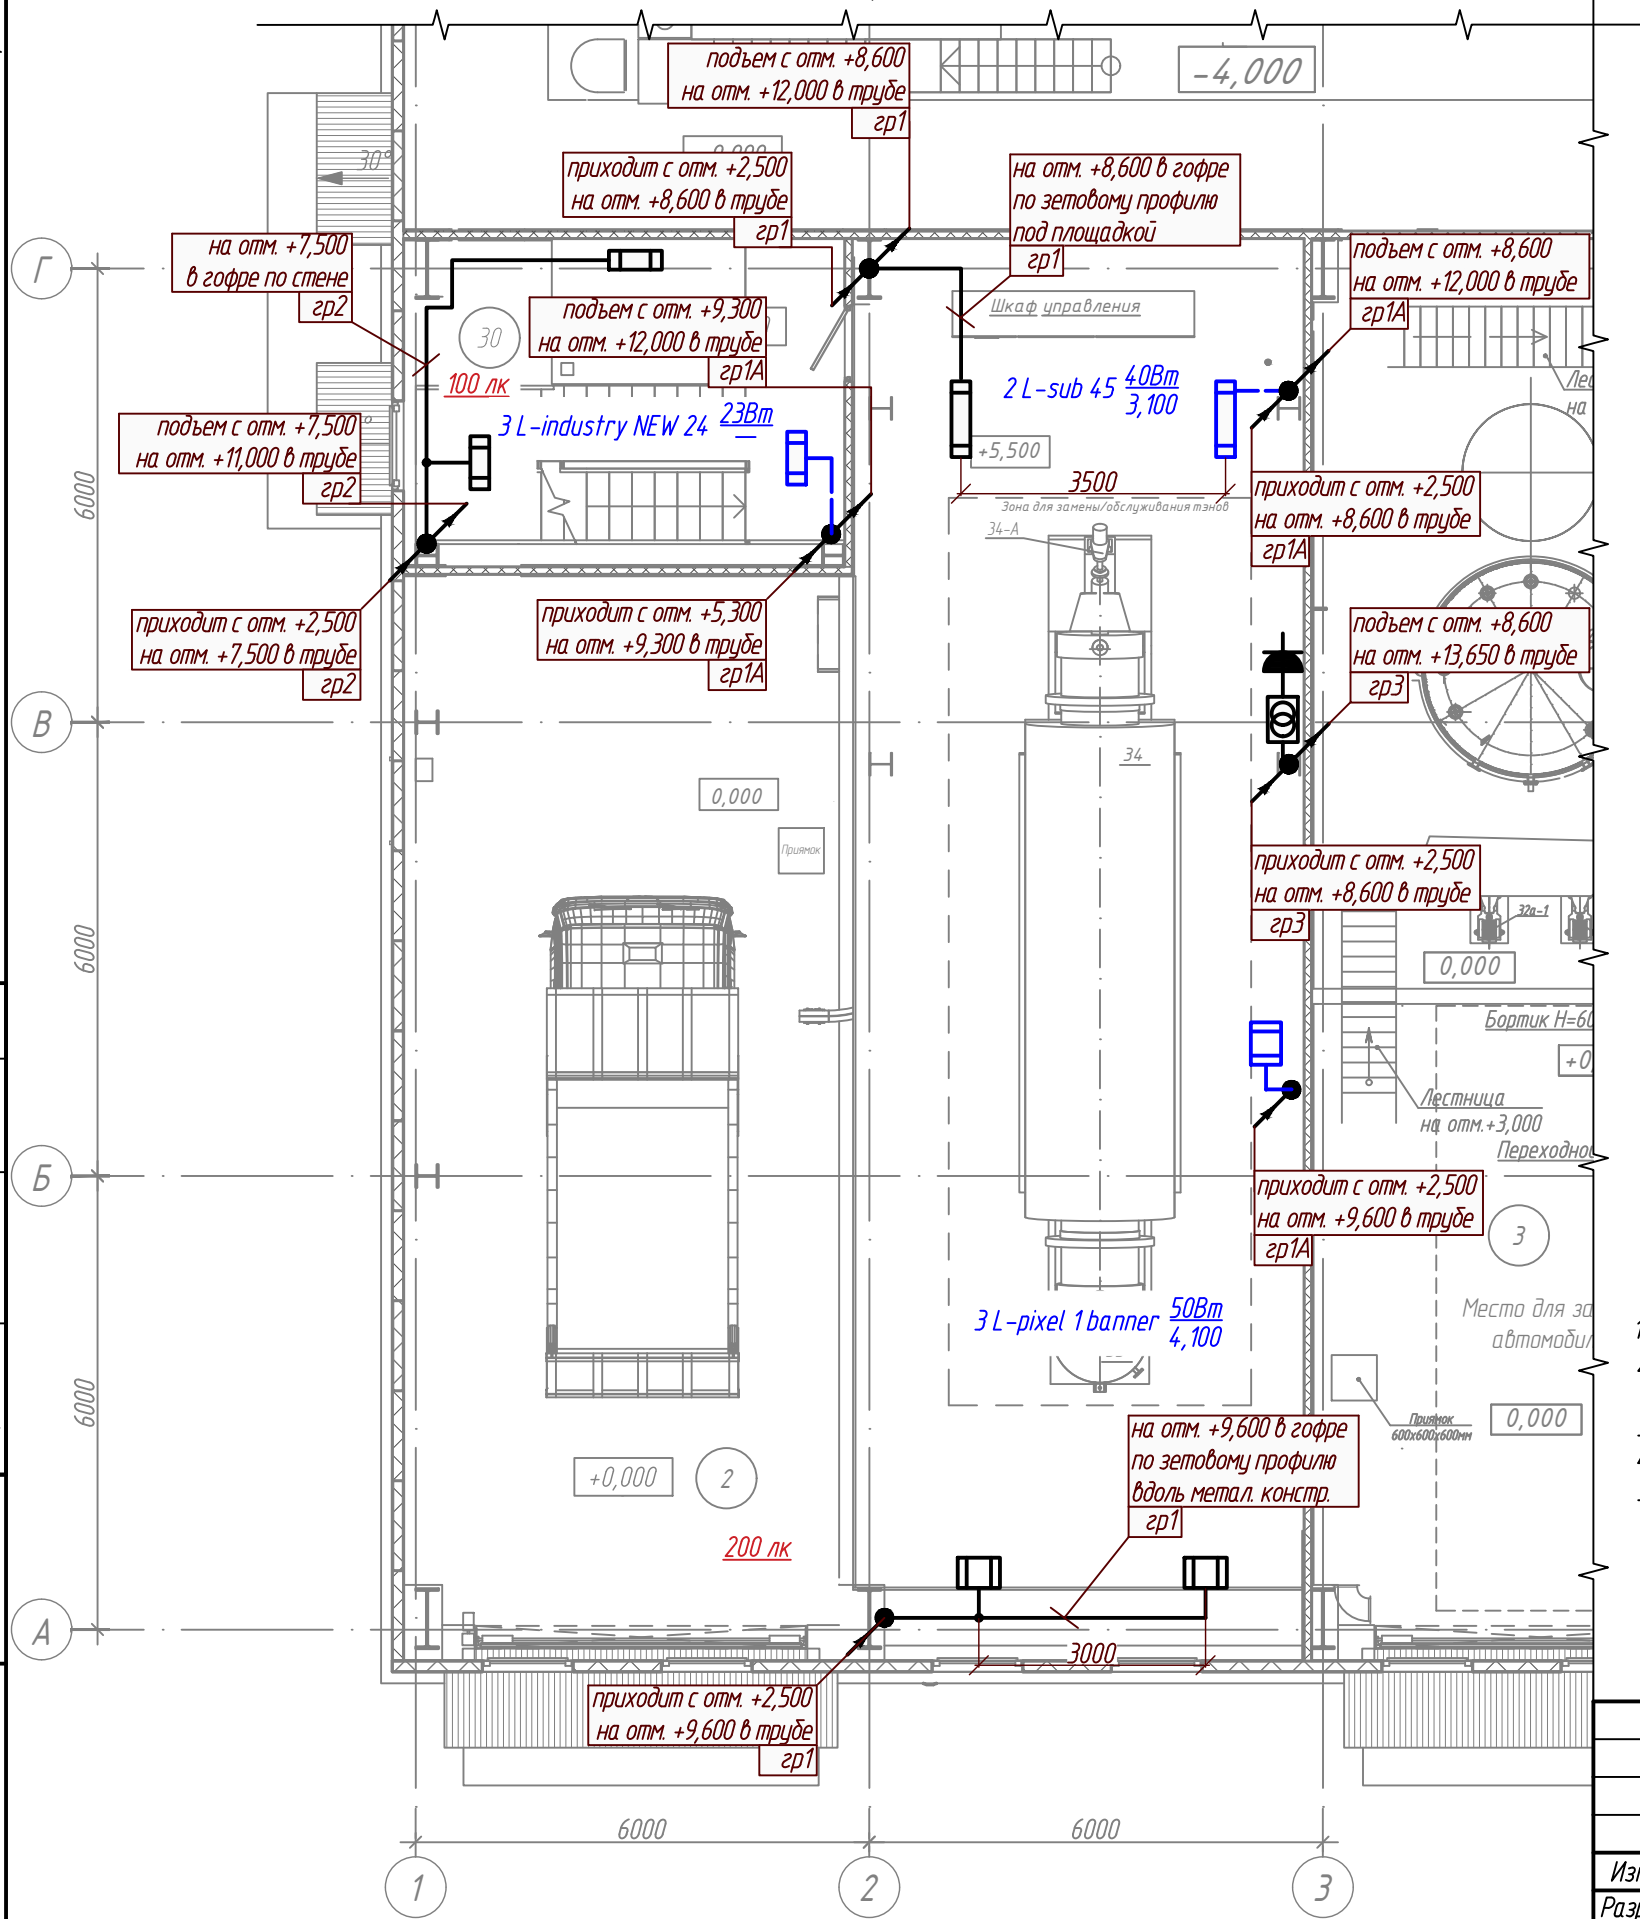 -4,000
подъем с отм. +8,600
на отм. +12,000 в трубе
гр1
30°
приходит с отм. +2,500
на отм. +8,600 в трубе
гр1
на отм. +8,600 в гофре
по зетовому профилю
под площадкой
гр1
на отм. +7,500
в гофре по стене
гр2
подъем с отм. +8,600
на отм. +12,000 в трубе
гр1А
Г
Шкаф управления
подъем с отм. +9,300
на отм. +12,000 в трубе
гр1А
30
100 лк
3 L-industry NEW 24 23Вт
—
2 L-sub 45 40Вт
3,100
на
подъем с отм. +7,500
на отм. +11,000 в трубе
гр2
+5,500
3500
Зона для замены/обслуживания тэнов
34-А
приходит с отм. +2,500
на отм. +8,600 в трубе
гр1А
6000
приходит с отм. +2,500
на отм. +7,500 в трубе
гр2
приходит с отм. +5,300
на отм. +9,300 в трубе
гр1А
подъем с отм. +8,600
на отм. +13,650 в трубе
гр3
В
34
0,000
Приямок
приходит с отм. +2,500
на отм. +8,600 в трубе
гр3
32а-1
0,000
6000
Бортик Н=60
+0
Лестница
на отм.+3,000
Б
приходит с отм. +2,500
на отм. +9,600 в трубе
гр1А
3
3 L-pixel 1 banner 50Вт
4,100
Место для
6000
Приямок
600х600х600мм
0,000
на отм. +9,600 в гофре
по зетовому профилю
вдоль метал. констр.
гр1
+0,000
2
200 лк
А
3000
приходит с отм. +2,500
на отм. +9,600 в трубе
гр1
6000
6000
1
2
3